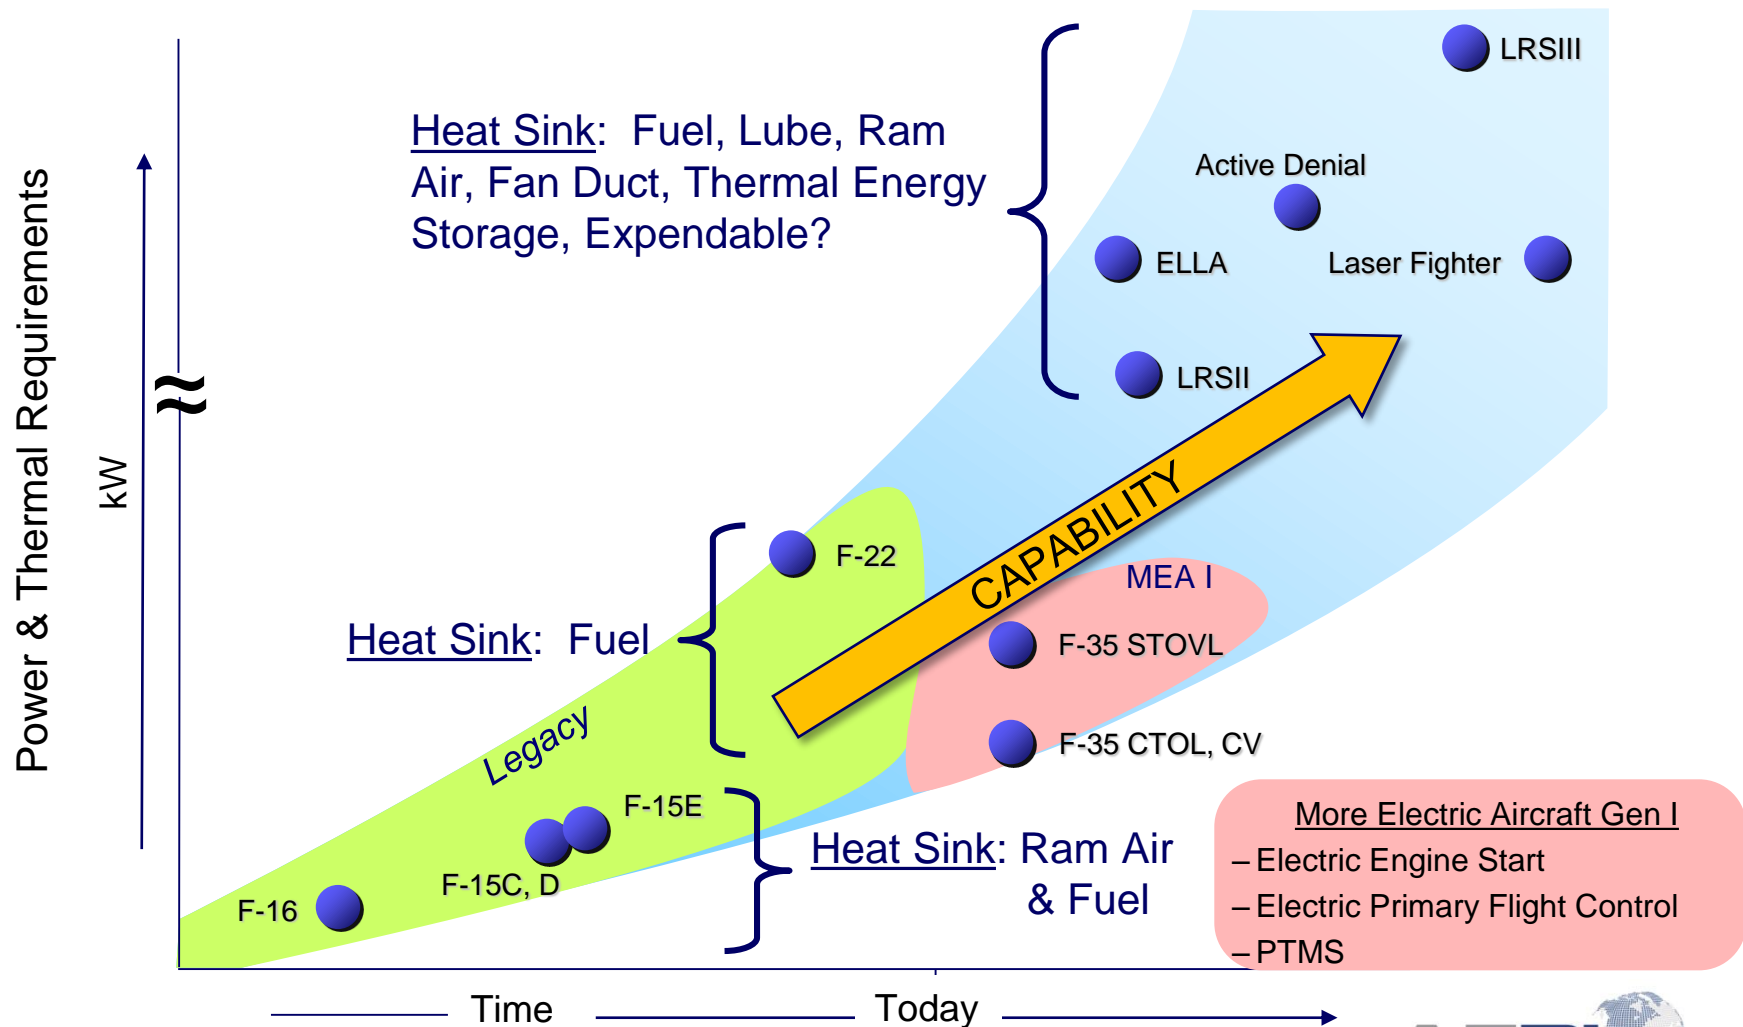 LRSIII
Heat Sink: Fuel, Lube, Ram
Air, Fan Duct, Thermal Energy
Storage, Expendable?
Active Denial
ELLA
Laser Fighter
LRSII
Power & Thermal Requirements
kW
≈
CAPABILITY
F-22
MEA I
Heat Sink: Fuel
F-35 STOVL
Legacy
F-35 CTOL, CV
F-15E
Heat Sink: Ram Air
& Fuel
F-15C, D
F-16
More Electric Aircraft Gen I
– Electric Engine Start
– Electric Primary Flight Control
– PTMS
Time
Today